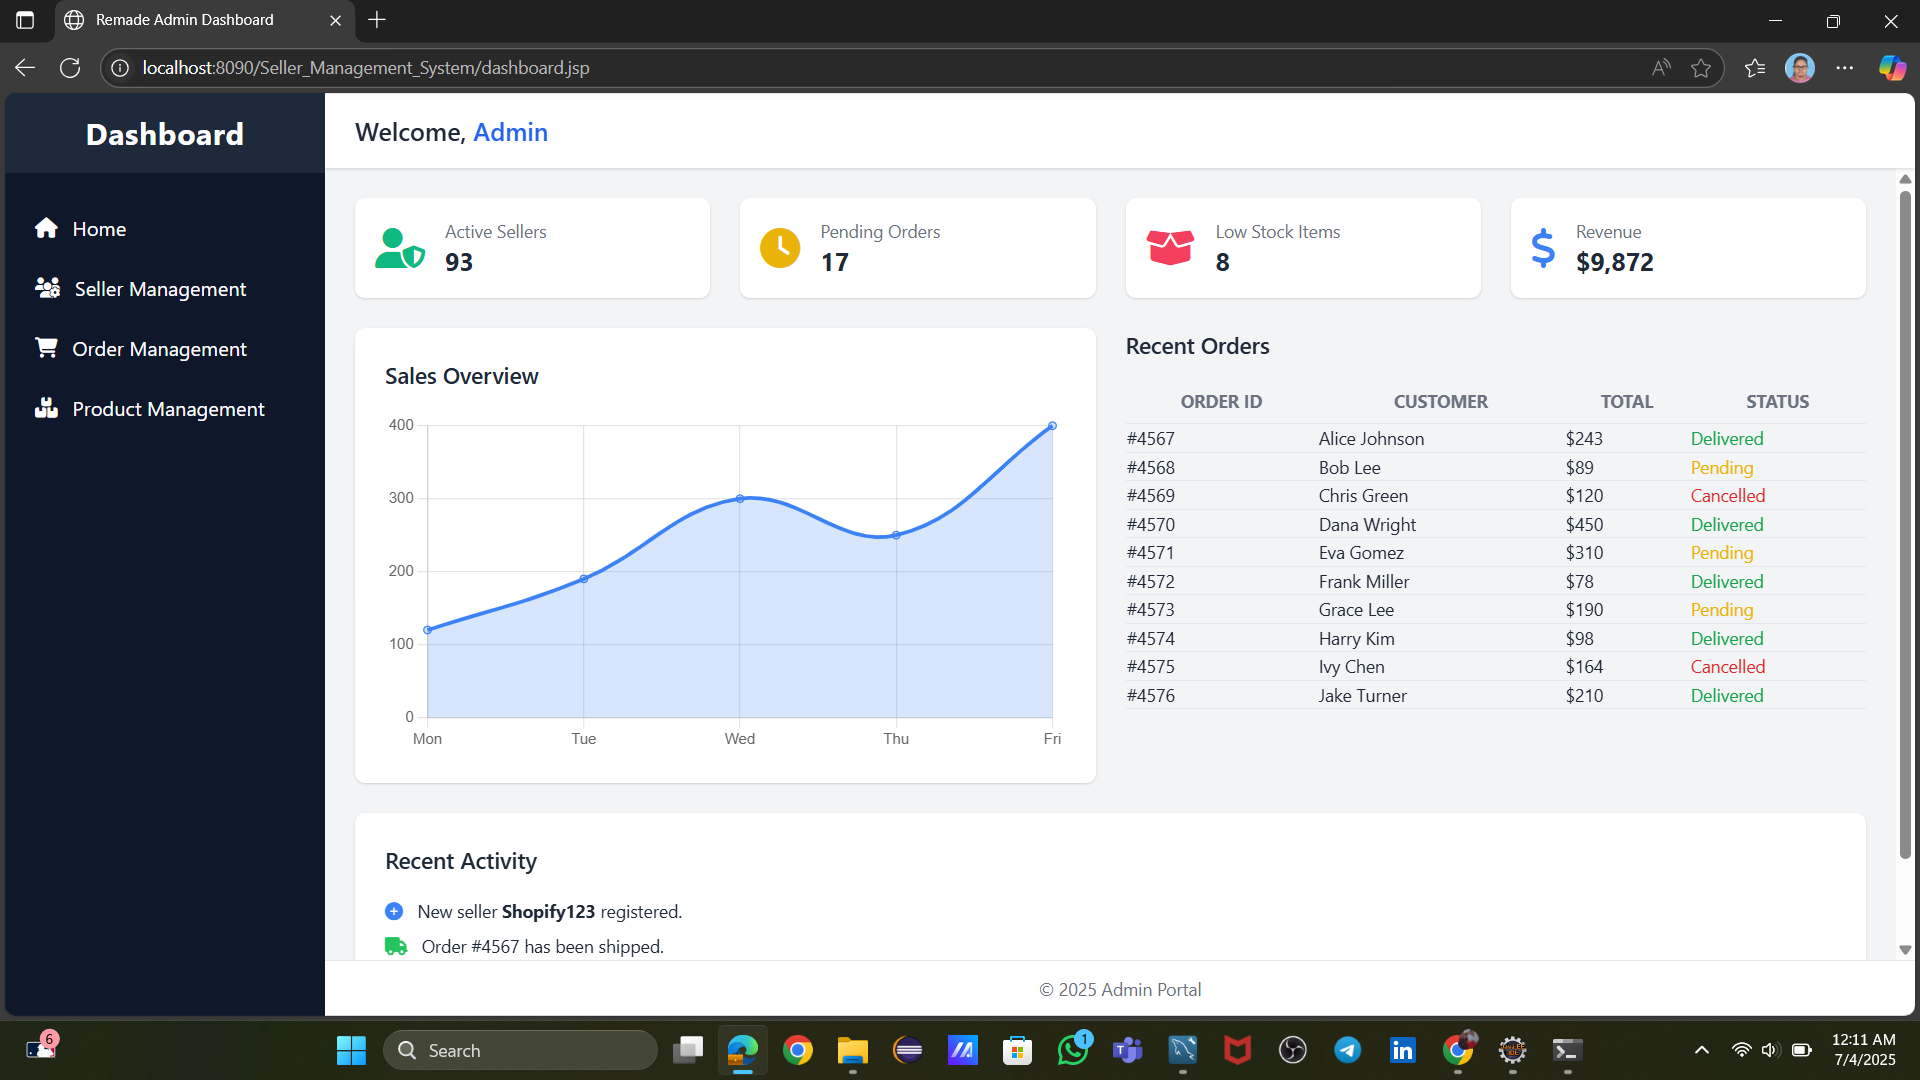 Remade Admin Dashboard
localhost:8090/Seller_Management_System/dashboard.jsp
Dashboard
Home
Seller Management
Order Management
Product Management
Welcome, Admin
Active Sellers
93
Pending Orders
17
Low Stock Items
8
Revenue
$9,872
Sales Overview
400
300
200
100
0
Mon Tue Wed Thu Fri
Recent Orders
ORDER ID CUSTOMER TOTAL STATUS
#4567 Alice Johnson $243 Delivered
#4568 Bob Lee $89 Pending
#4569 Chris Green $120 Cancelled
#4570 Dana Wright $450 Delivered
#4571 Eva Gomez $310 Pending
#4572 Frank Miller $78 Delivered
#4573 Grace Lee $190 Pending
#4574 Harry Kim $98 Delivered
#4575 Ivy Chen $164 Cancelled
#4576 Jake Turner $210 Delivered
Recent Activity
New seller Shopify123 registered.
Order #4567 has been shipped.
© 2025 Admin Portal
6
Search
1
12:11 AM
7/4/2025